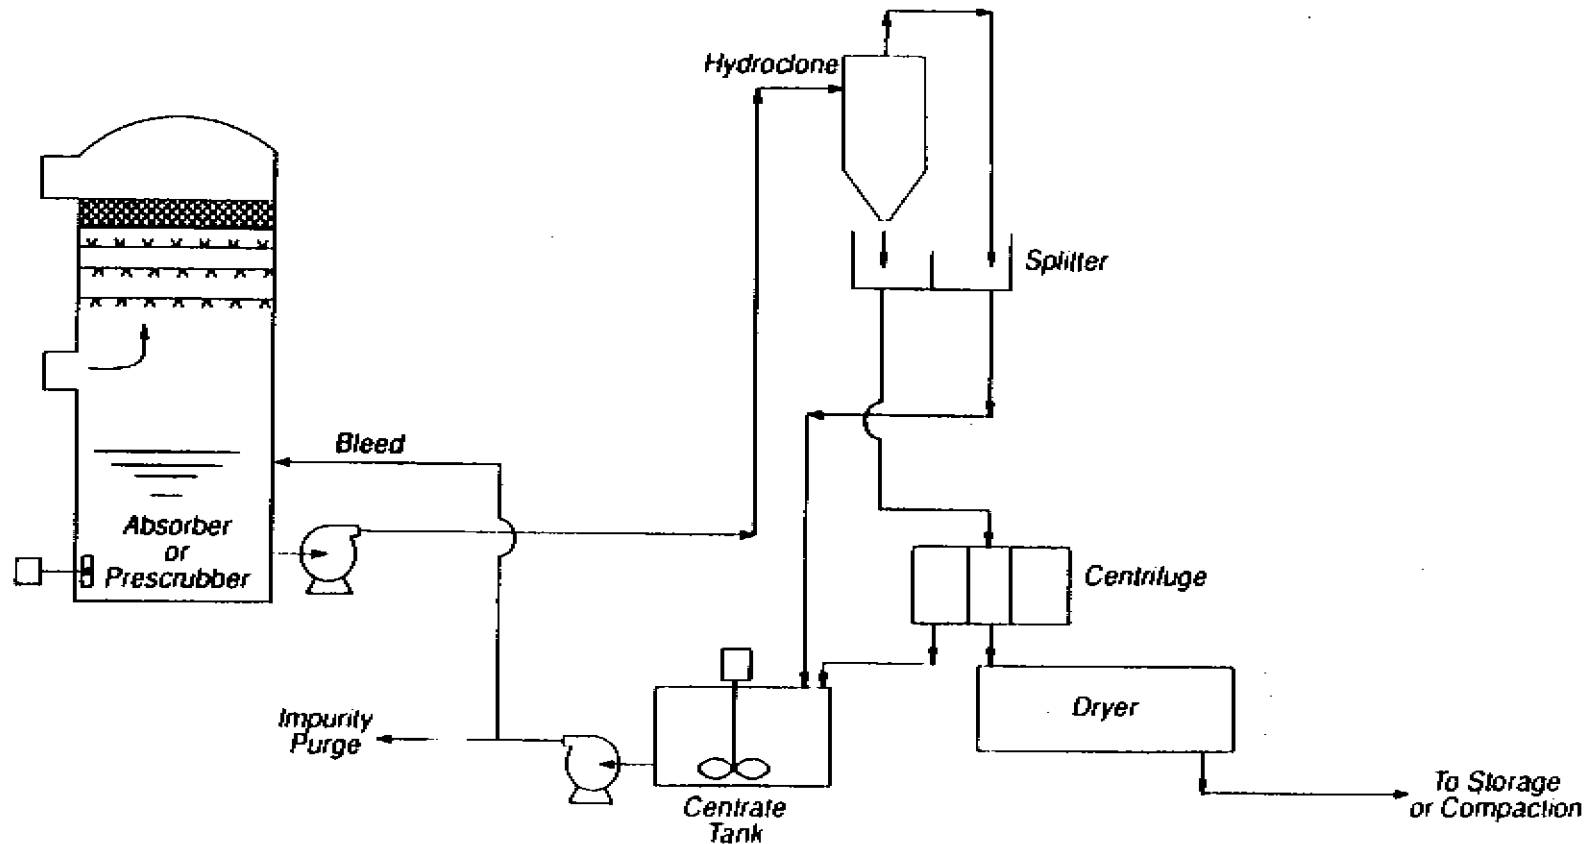 Hydroclone
Splitter
Bleed
Absorber
or
Prescrubber
Centrifuge
Impurity
Purge
Dryer
Centrate
Tank
To Storage
or Compaction